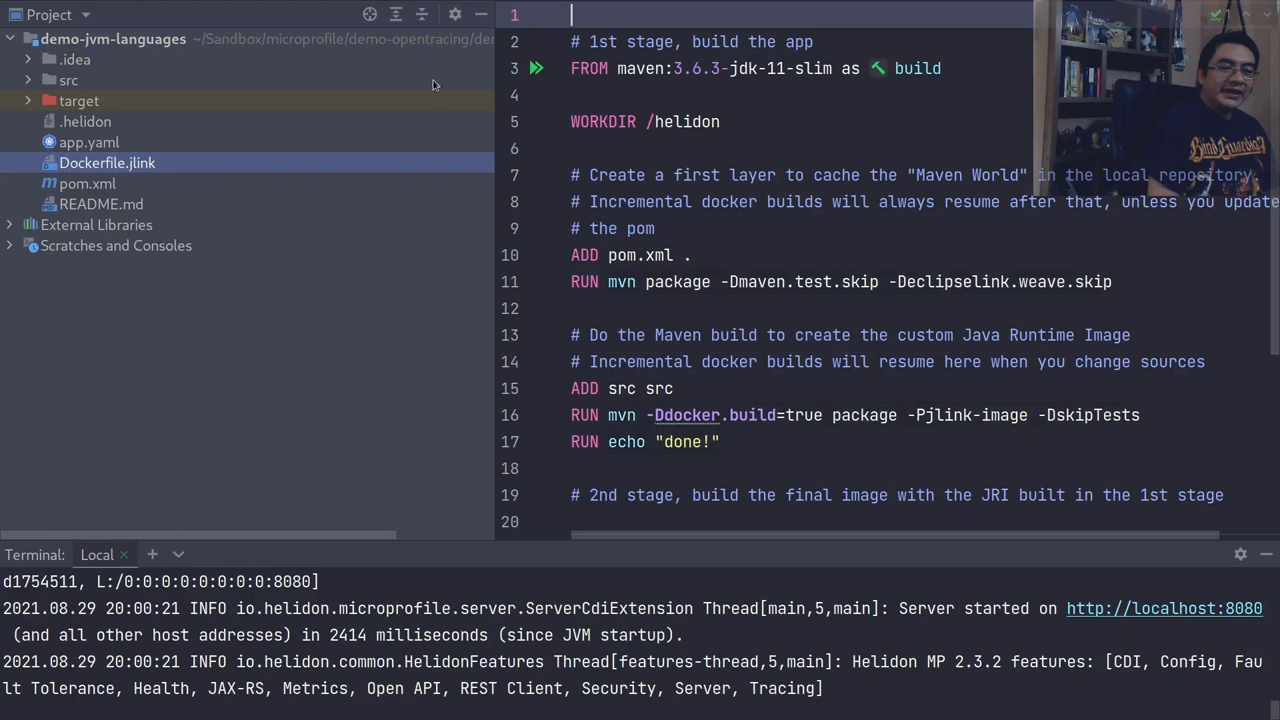 Project
demo-jvm-languages ~/Sandbox/microprofile/demo-opentracing/der
.idea
src
target
.helidon
app.yaml
Dockerfile.jlink
pom.xml
README.md
External Libraries
Scratches and Consoles
1
2 # 1st stage, build the app
3 FROM maven:3.6.3-jdk-11-slim as build
4
5 WORKDIR /helidon
6
7 # Create a first layer to cache the "Maven World" in the local repository.
8 # Incremental docker builds will always resume after that, unless you update
9 # the pom
10 ADD pom.xml .
11 RUN mvn package -Dmaven.test.skip -Declipselink.weave.skip
12
13 # Do the Maven build to create the custom Java Runtime Image
14 # Incremental docker builds will resume here when you change sources
15 ADD src src
16 RUN mvn -Ddocker.build=true package -Pjlink-image -DskipTests
17 RUN echo "done!"
18
19 # 2nd stage, build the final image with the JRI built in the 1st stage
20
1
Terminal: Local
d1754511, L:/0:0:0:0:0:0:0:0:8080]
2021.08.29 20:00:21 INFO io.helidon.microprofile.server.ServerCdiExtension Thread[main,5,main]: Server started on http://localhost:8080
(and all other host addresses) in 2414 milliseconds (since JVM startup).
2021.08.29 20:00:21 INFO io.helidon.common.HelidonFeatures Thread[features-thread,5,main]: Helidon MP 2.3.2 features: [CDI, Config, Fau
lt Tolerance, Health, JAX-RS, Metrics, Open API, REST Client, Security, Server, Tracing]